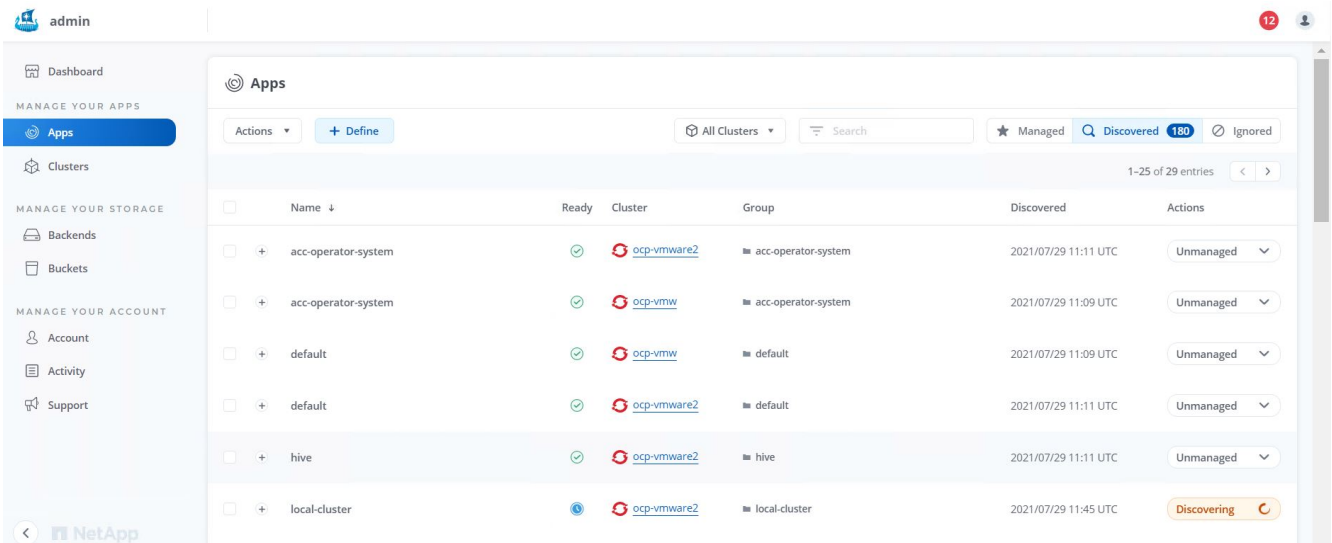 admin
12
Dashboard
MANAGE YOUR APPS
Apps
Clusters
MANAGE YOUR STORAGE
Backends
Buckets
MANAGE YOUR ACCOUNT
Account
Activity
Support
NetApp
Apps
Actions + Define All Clusters Search Managed Discovered 180 Ignored
1–25 of 29 entries < >
Name ↓ Ready Cluster Group Discovered Actions
+ acc-operator-system ocp-vmware2 acc-operator-system 2021/07/29 11:11 UTC Unmanaged
+ acc-operator-system ocp-vmw acc-operator-system 2021/07/29 11:09 UTC Unmanaged
+ default ocp-vmw default 2021/07/29 11:09 UTC Unmanaged
+ default ocp-vmware2 default 2021/07/29 11:11 UTC Unmanaged
+ hive ocp-vmware2 hive 2021/07/29 11:11 UTC Unmanaged
+ local-cluster ocp-vmware2 local-cluster 2021/07/29 11:45 UTC Discovering